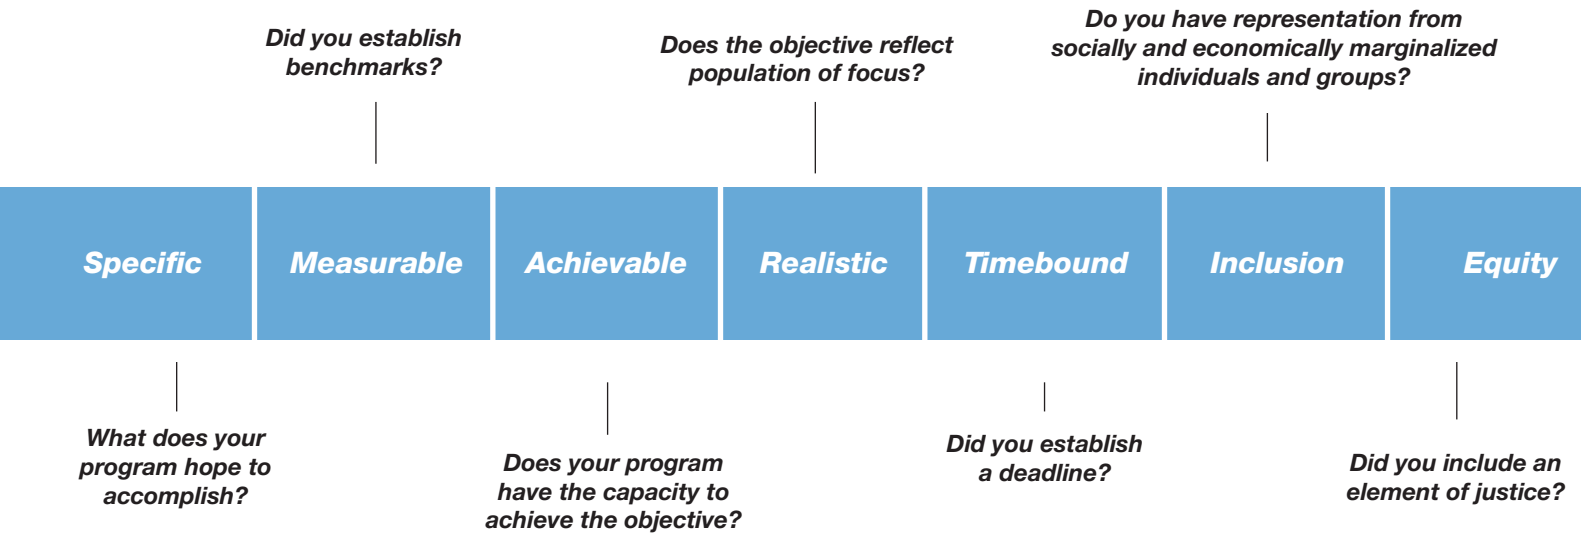 Did you establish
benchmarks?
Does the objective reflect
population of focus?
Do you have representation from
socially and economically marginalized
individuals and groups?
Specific
Measurable
Achievable
Realistic
Timebound
Inclusion
Equity
What does your
program hope to
accomplish?
Does your program
have the capacity to
achieve the objective?
Did you establish
a deadline?
Did you include an
element of justice?